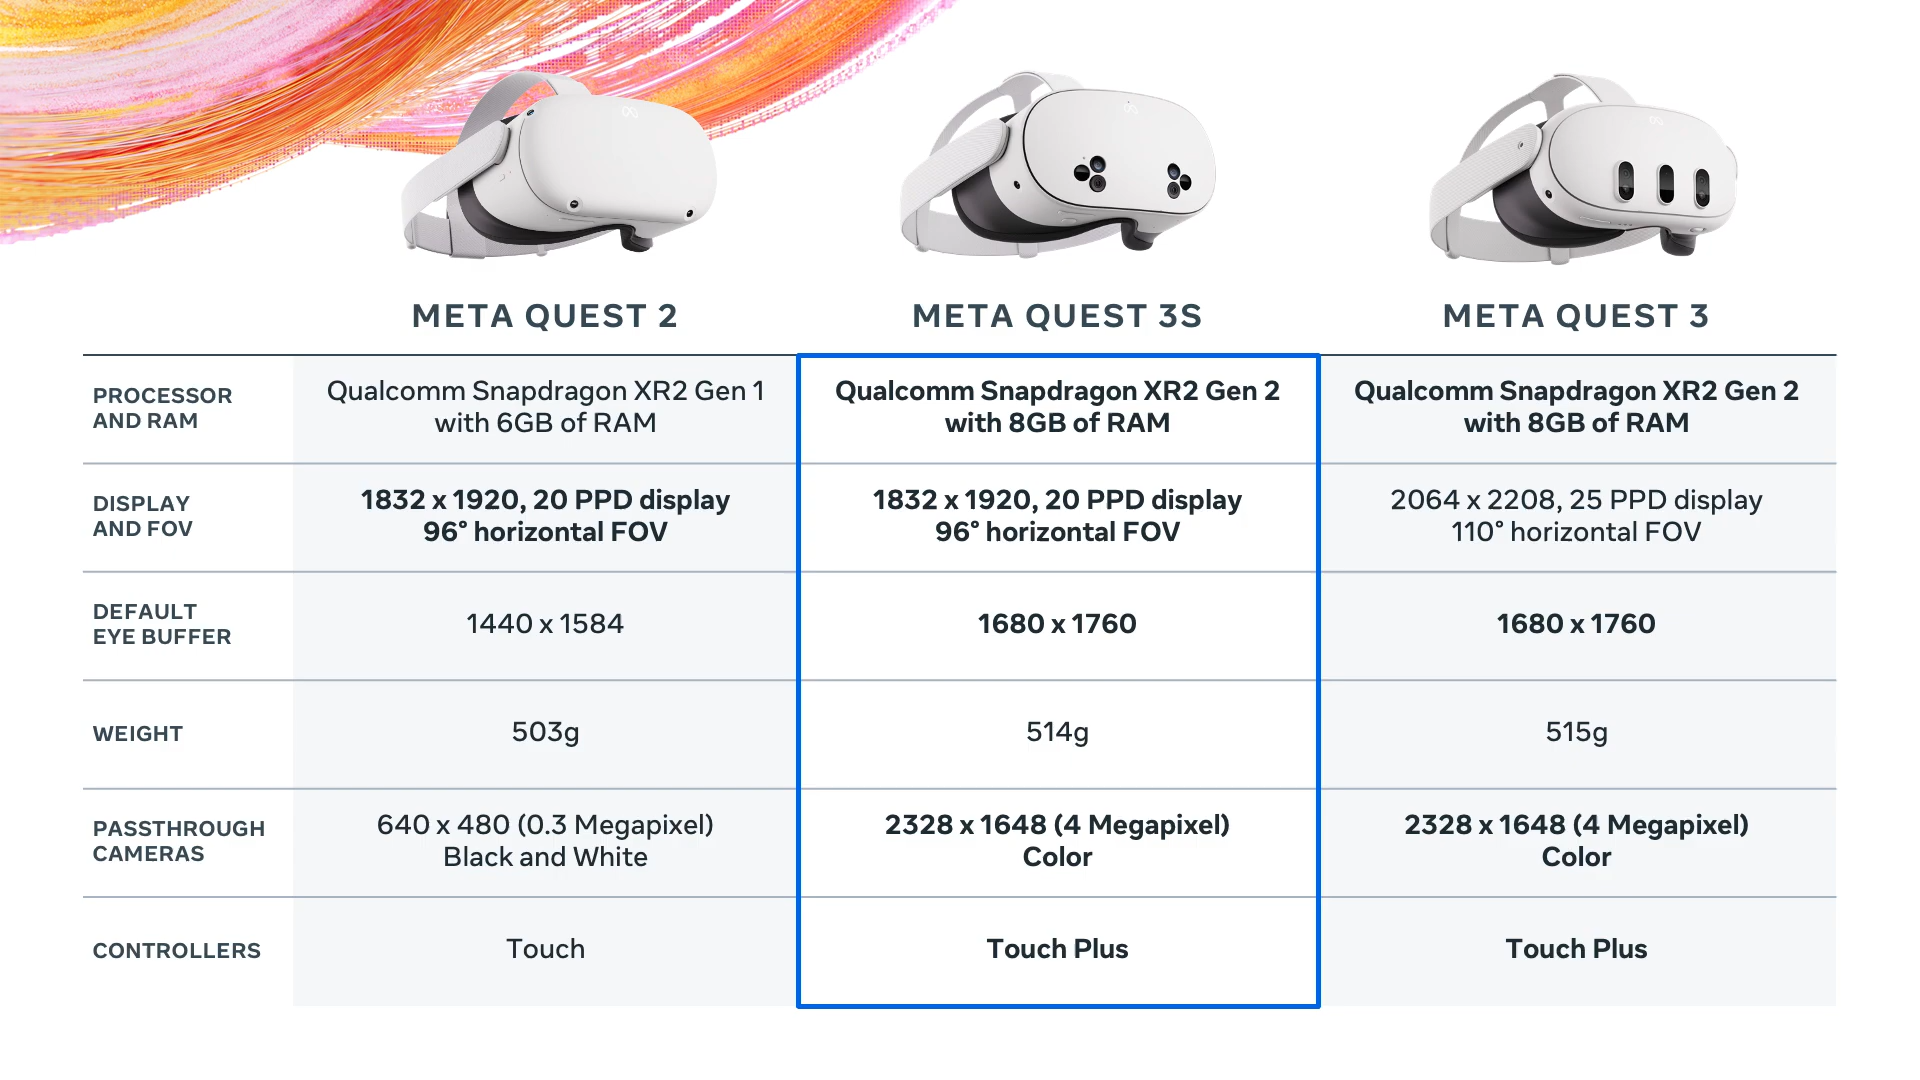 META QUEST 2
META QUEST 3S
META QUEST 3
PROCESSOR
AND RAM
Qualcomm Snapdragon XR2 Gen 1
with 6GB of RAM
Qualcomm Snapdragon XR2 Gen 2
with 8GB of RAM
Qualcomm Snapdragon XR2 Gen 2
with 8GB of RAM
DISPLAY
AND FOV
1832 x 1920, 20 PPD display
96° horizontal FOV
1832 x 1920, 20 PPD display
96° horizontal FOV
2064 x 2208, 25 PPD display
110° horizontal FOV
DEFAULT
EYE BUFFER
1440 x 1584
1680 x 1760
1680 x 1760
WEIGHT
503g
514g
515g
PASSTHROUGH
CAMERAS
640 x 480 (0.3 Megapixel)
Black and White
2328 x 1648 (4 Megapixel)
Color
2328 x 1648 (4 Megapixel)
Color
CONTROLLERS
Touch
Touch Plus
Touch Plus